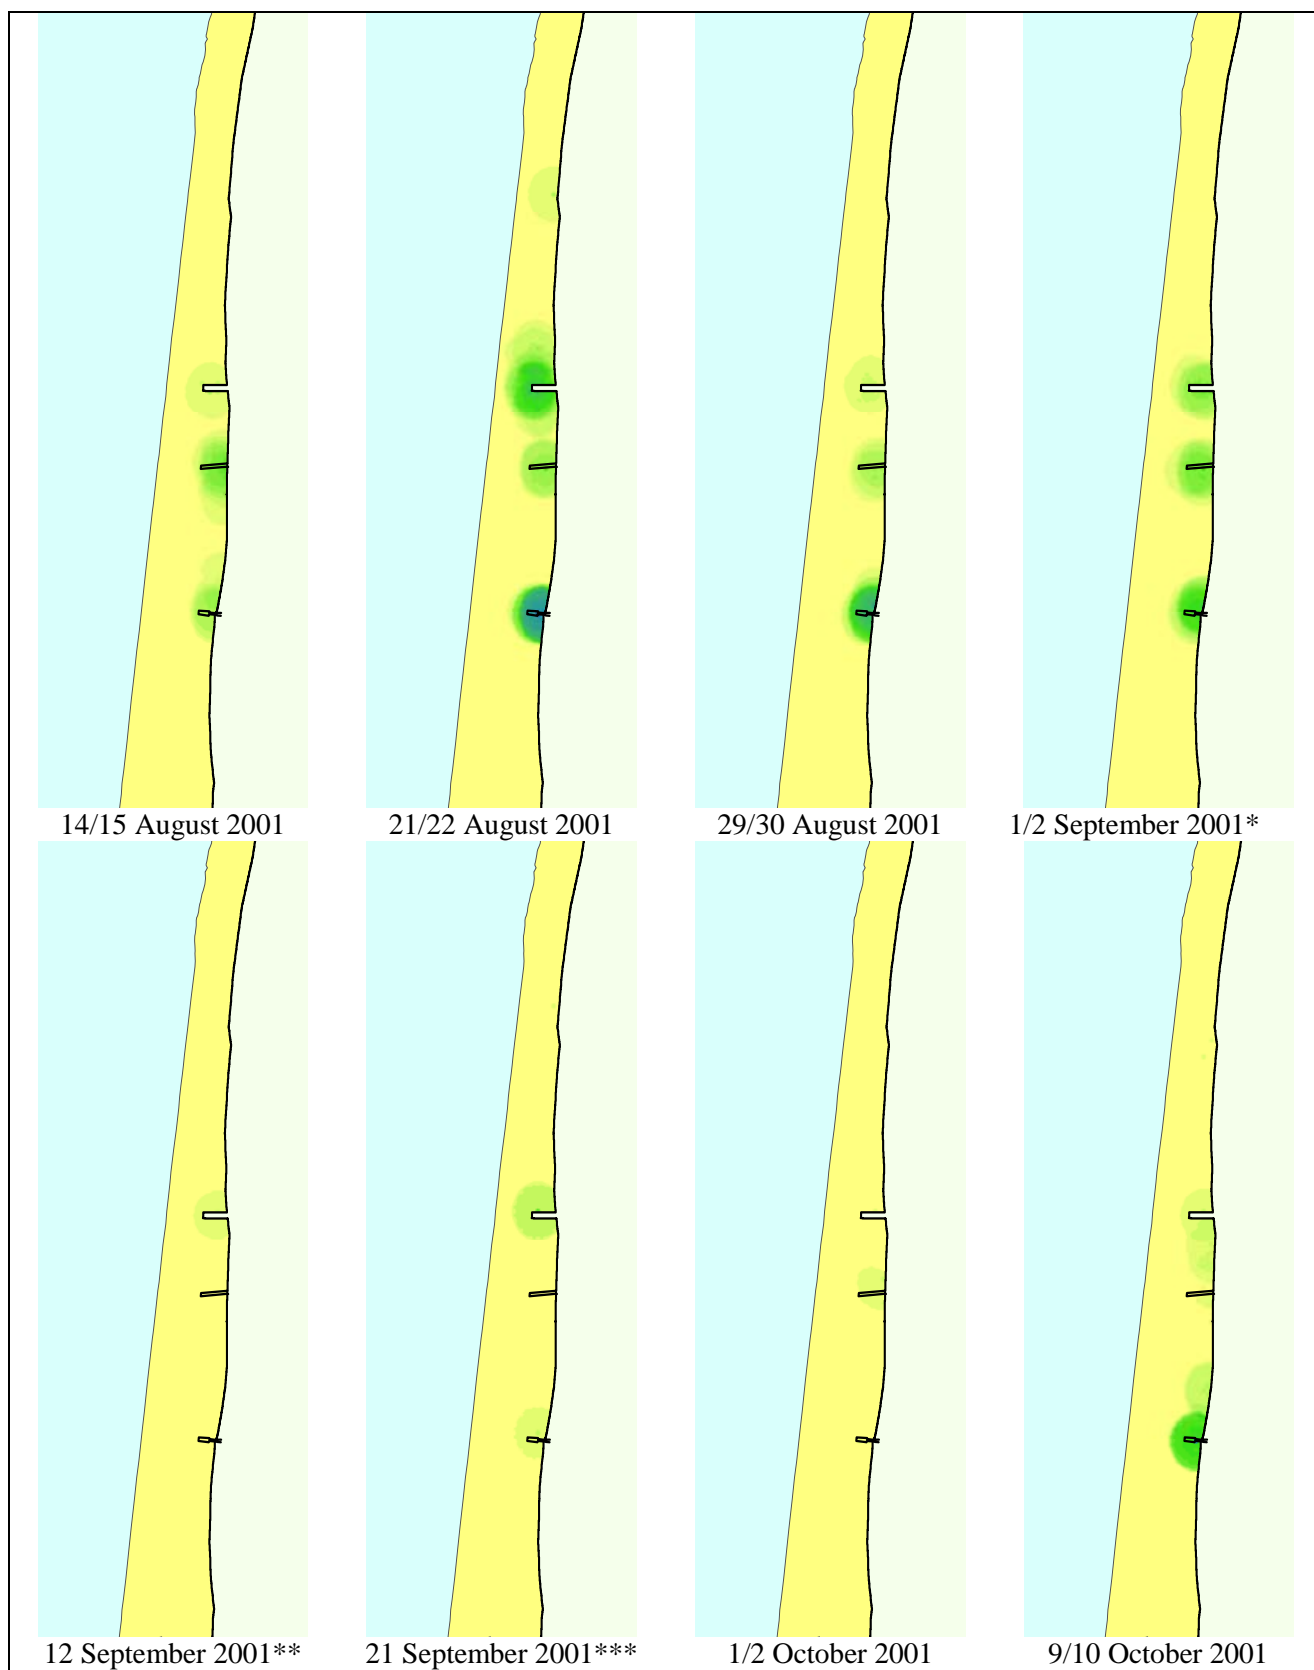 14/15 August 2001
21/22 August 2001
29/30 August 2001
1/2 September 2001*
12 September 2001**
21 September 2001***
1/2 October 2001
9/10 October 2001